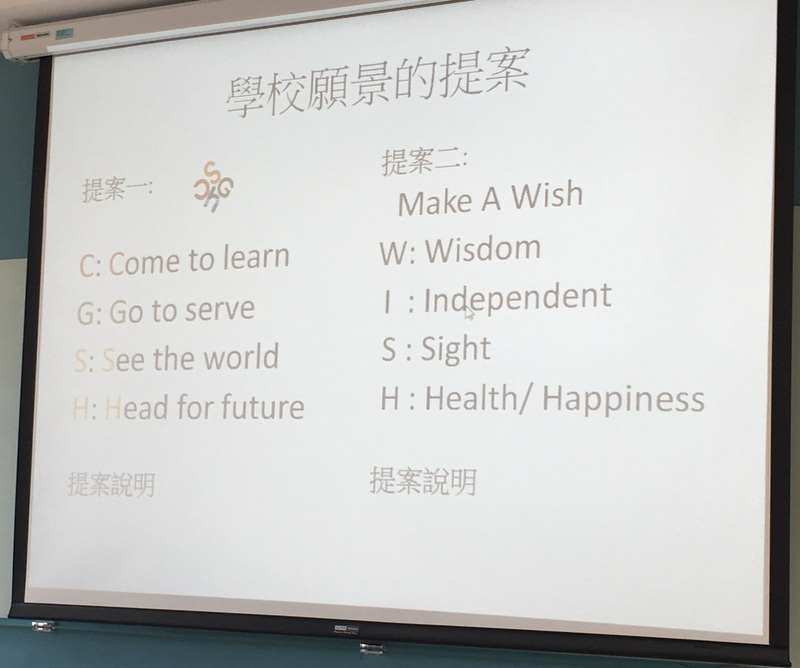 學校願景的提案
提案一:
C: Come to learn
G: Go to serve
S: See the world
H: Head for future
提案說明
提案二:
Make A Wish
W: Wisdom
I : Independent
S : Sight
H : Health/ Happiness
提案說明